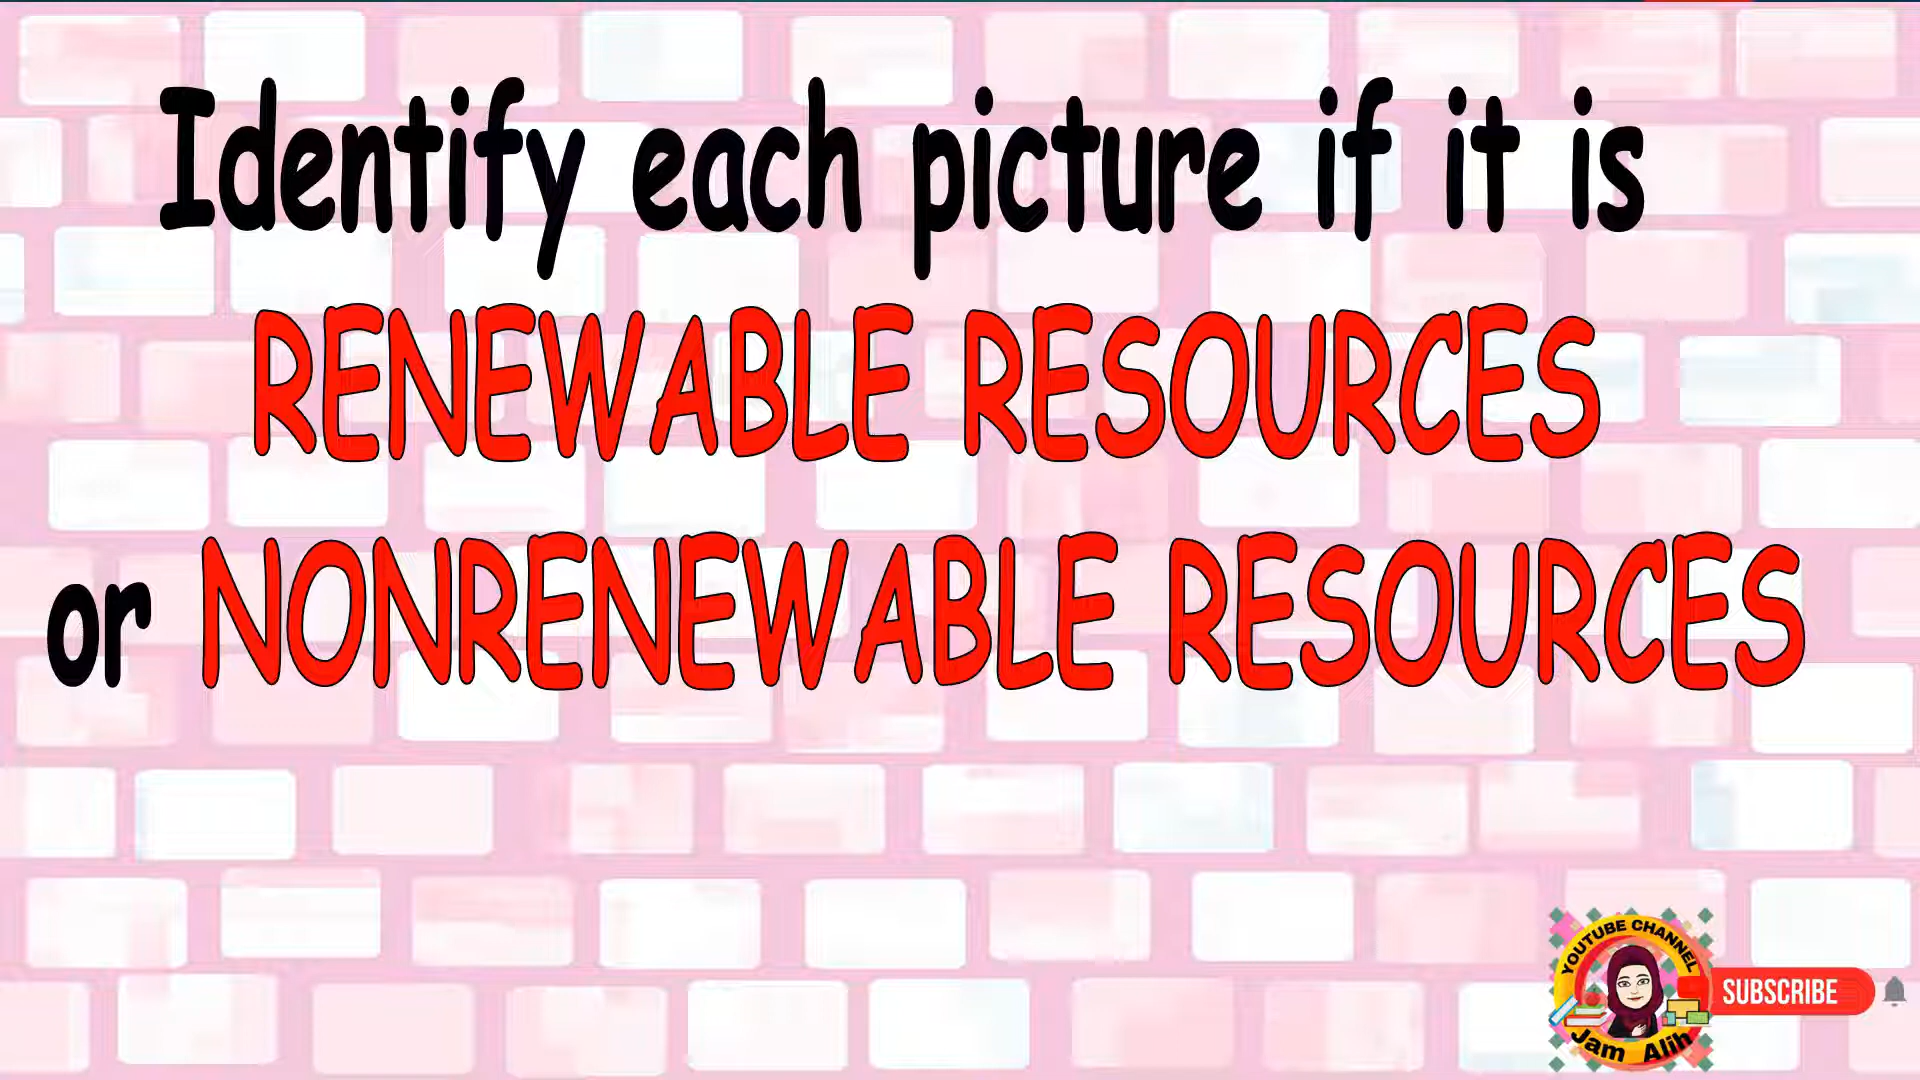 Identify each picture if it is
RENEWABLE RESOURCES
or NONRENEWABLE RESOURCES
YOUTUBE CHANNEL
SUBSCRIBE
Jam Alih